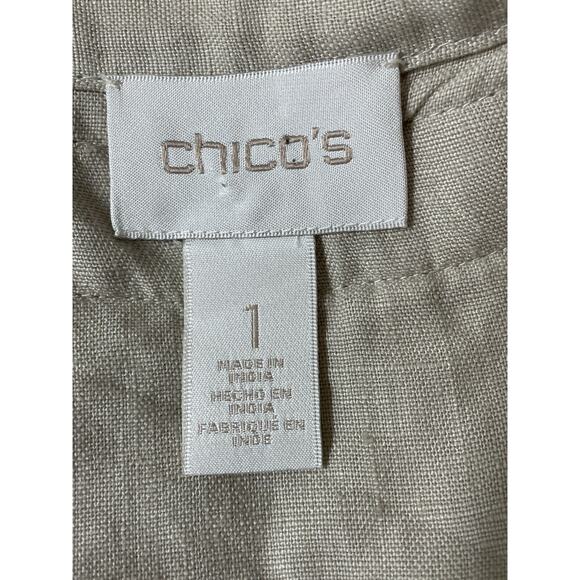 chico's
1
MADE IN
INDIA
HECHO EN
INDIA
FABRIQUÉ EN
INDE